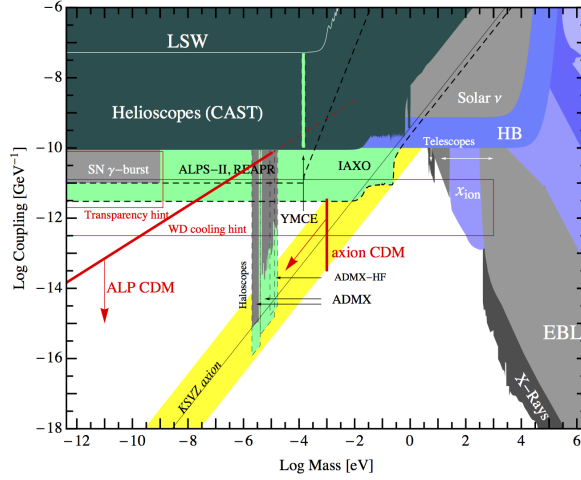 LSW
-6
-8
-10
-12
-14
-16
-18
Log Coupling [GeV⁻¹]
Helioscopes (CAST)
Solar ν
HB
Telescopes
SN γ−burst
ALPS−II, REAPR
IAXO
Transparency hint
YMCE
WD cooling hint
x_ion
axion CDM
ALP CDM
Haloscopes
ADMX−HF
ADMX
EBL
KSVZ axion
X−Rays
-12
-10
-8
-6
-4
-2
0
2
4
6
Log Mass [eV]